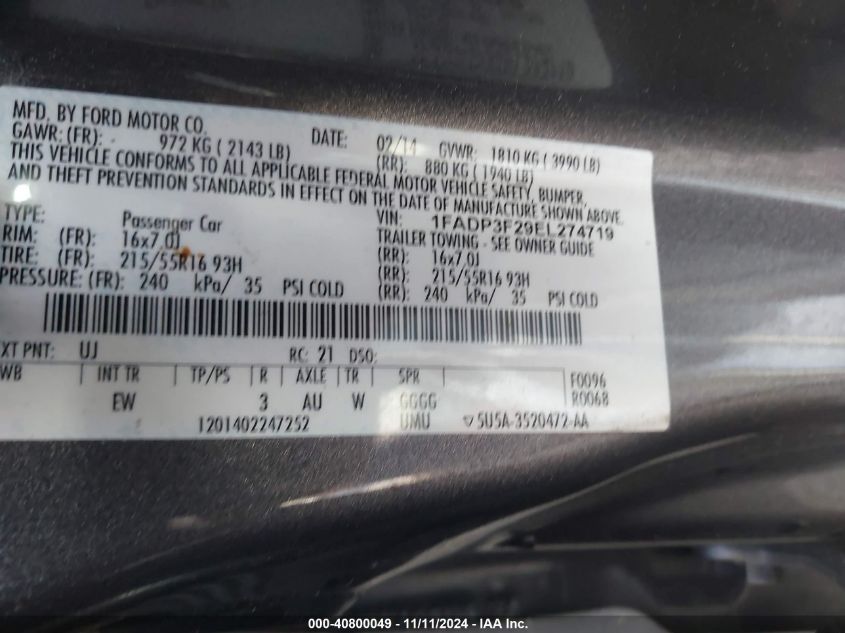 MFD. BY FORD MOTOR CO.
DATE: 02/14 GVWR: 1810 KG ( 3990 LB)
GAWR: (FR): 972 KG ( 2143 LB) (RR): 880 KG ( 1940 LB)
THIS VEHICLE CONFORMS TO ALL APPLICABLE FEDERAL MOTOR VEHICLE SAFETY, BUMPER,
AND THEFT PREVENTION STANDARDS IN EFFECT ON THE DATE OF MANUFACTURE SHOWN ABOVE.
VIN: 1FADP3F29EL274719
TYPE: Passenger Car TRAILER TOWING - SEE OWNER GUIDE
RIM: (FR): 16x7.0J (RR): 16x7.0J
TIRE: (FR): 215/55R16 93H (RR): 215/55R16 93H
PRESSURE: (FR): 240 kPa/ 35 PSI COLD (RR): 240 kPa/ 35 PSI COLD
XT PNT: UJ RC: 21 DSO:
WB INT TR TP/PS R AXLE TR SPR F0096
EW 3 AU W GGGG R0068
1201402247252 UMU 5U5A-3520472-AA
000-40800049 - 11/11/2024 - IAA Inc.